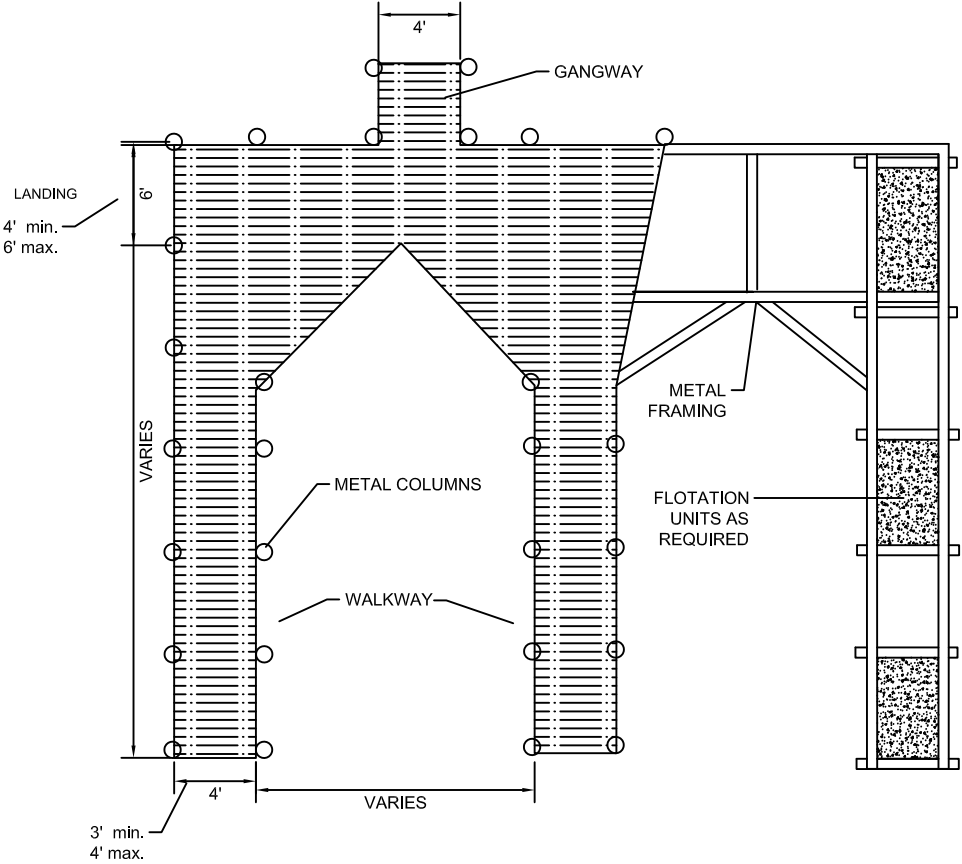 4'
GANGWAY
LANDING
6'
4' min.
6' max.
METAL
FRAMING
VARIES
METAL COLUMNS
FLOTATION
UNITS AS
REQUIRED
WALKWAY
4'
VARIES
3' min.
4' max.